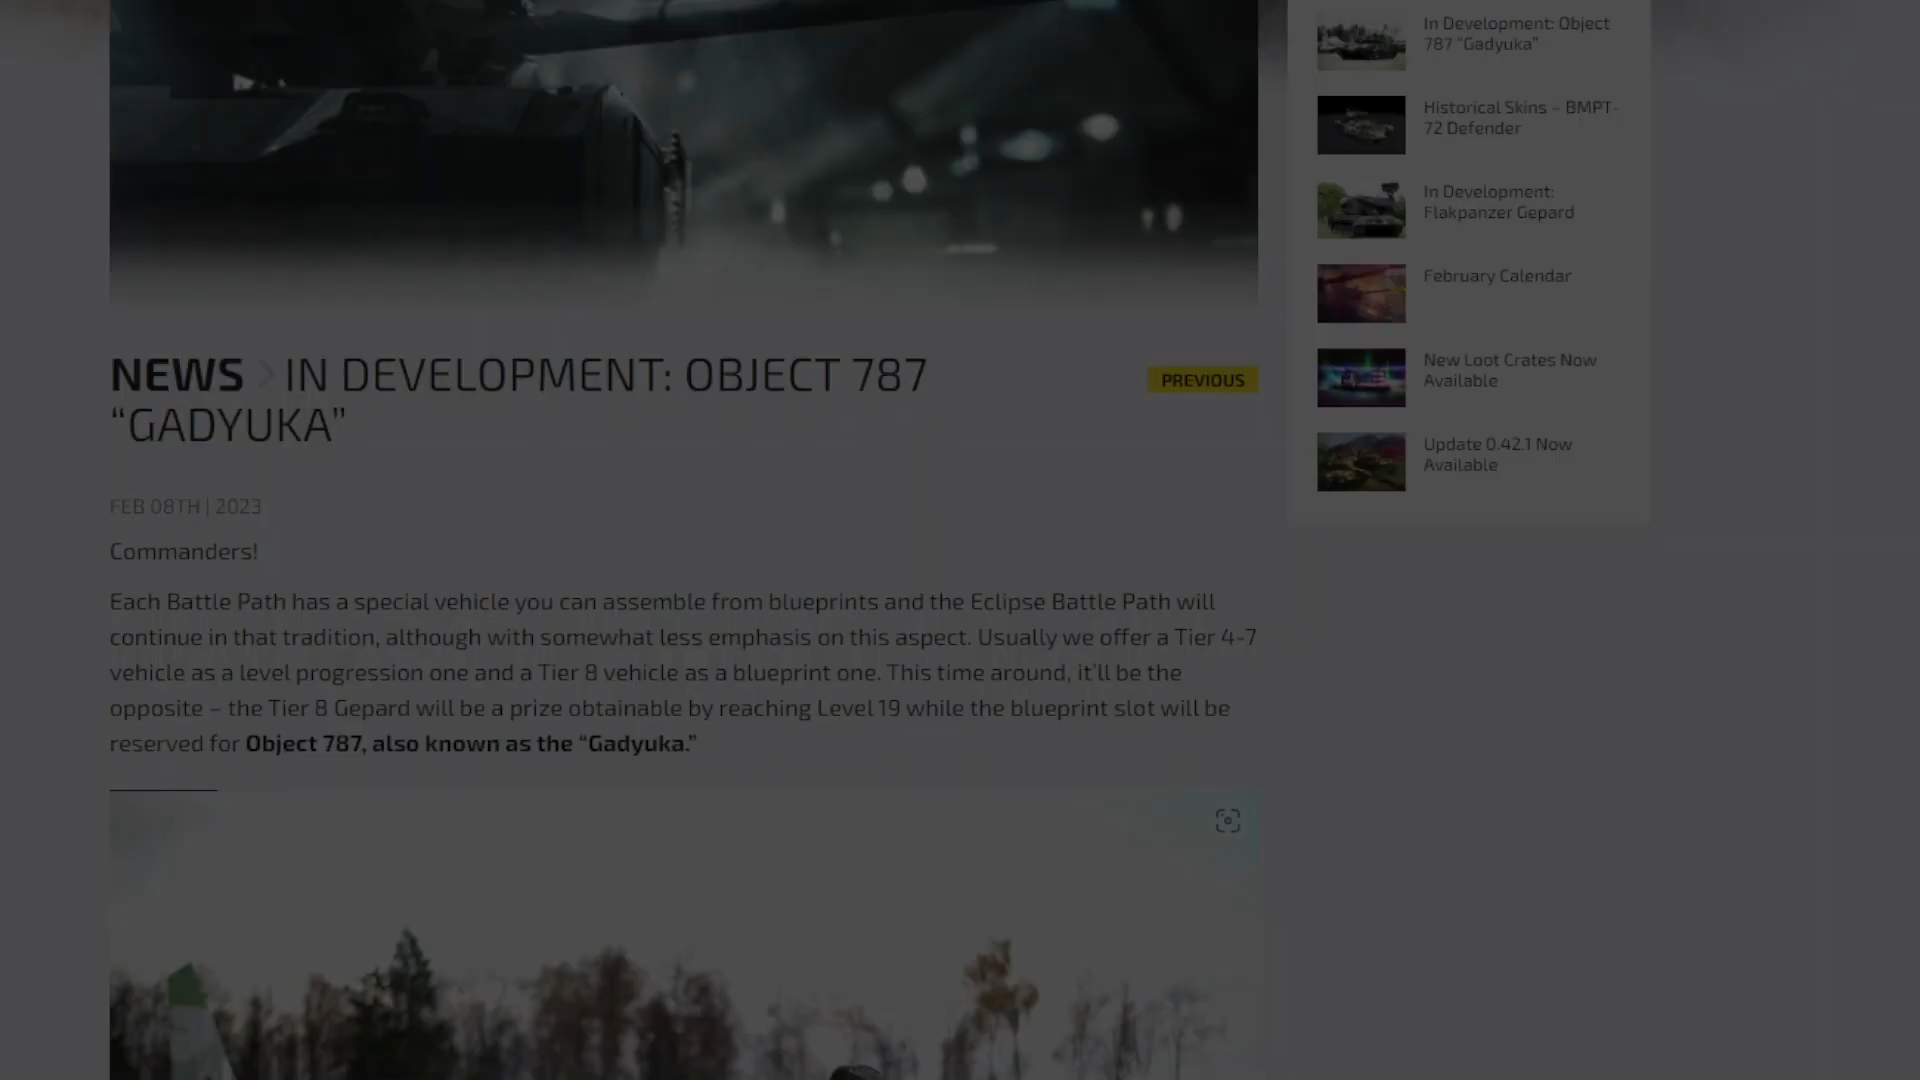 NEWS > IN DEVELOPMENT: OBJECT 787
“GADYUKA”
PREVIOUS
FEB 08TH | 2023
Commanders!
Each Battle Path has a special vehicle you can assemble from blueprints and the Eclipse Battle Path will
continue in that tradition, although with somewhat less emphasis on this aspect. Usually we offer a Tier 4-7
vehicle as a level progression one and a Tier 8 vehicle as a blueprint one. This time around, it’ll be the
opposite – the Tier 8 Gepard will be a prize obtainable by reaching Level 19 while the blueprint slot will be
reserved for Object 787, also known as the “Gadyuka.”
In Development: Object
787 “Gadyuka”
Historical Skins – BMPT-
72 Defender
In Development:
Flakpanzer Gepard
February Calendar
New Loot Crates Now
Available
Update 0.42.1 Now
Available